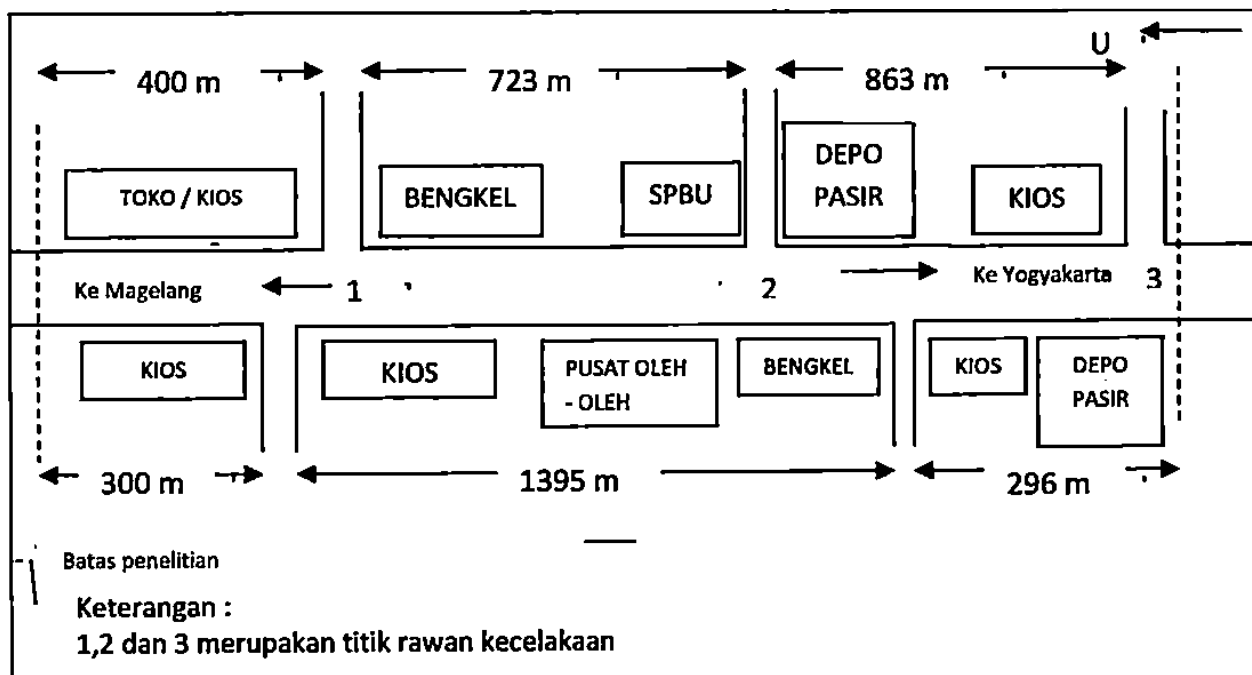 U
400 m
723 m
863 m
TOKO / KIOS
BENGKEL
SPBU
DEPO
PASIR
KIOS
Ke Magelang
1
2
Ke Yogyakarta
3
KIOS
KIOS
PUSAT OLEH
- OLEH
BENGKEL
KIOS
DEPO
PASIR
300 m
1395 m
296 m
Batas penelitian
Keterangan :
1,2 dan 3 merupakan titik rawan kecelakaan